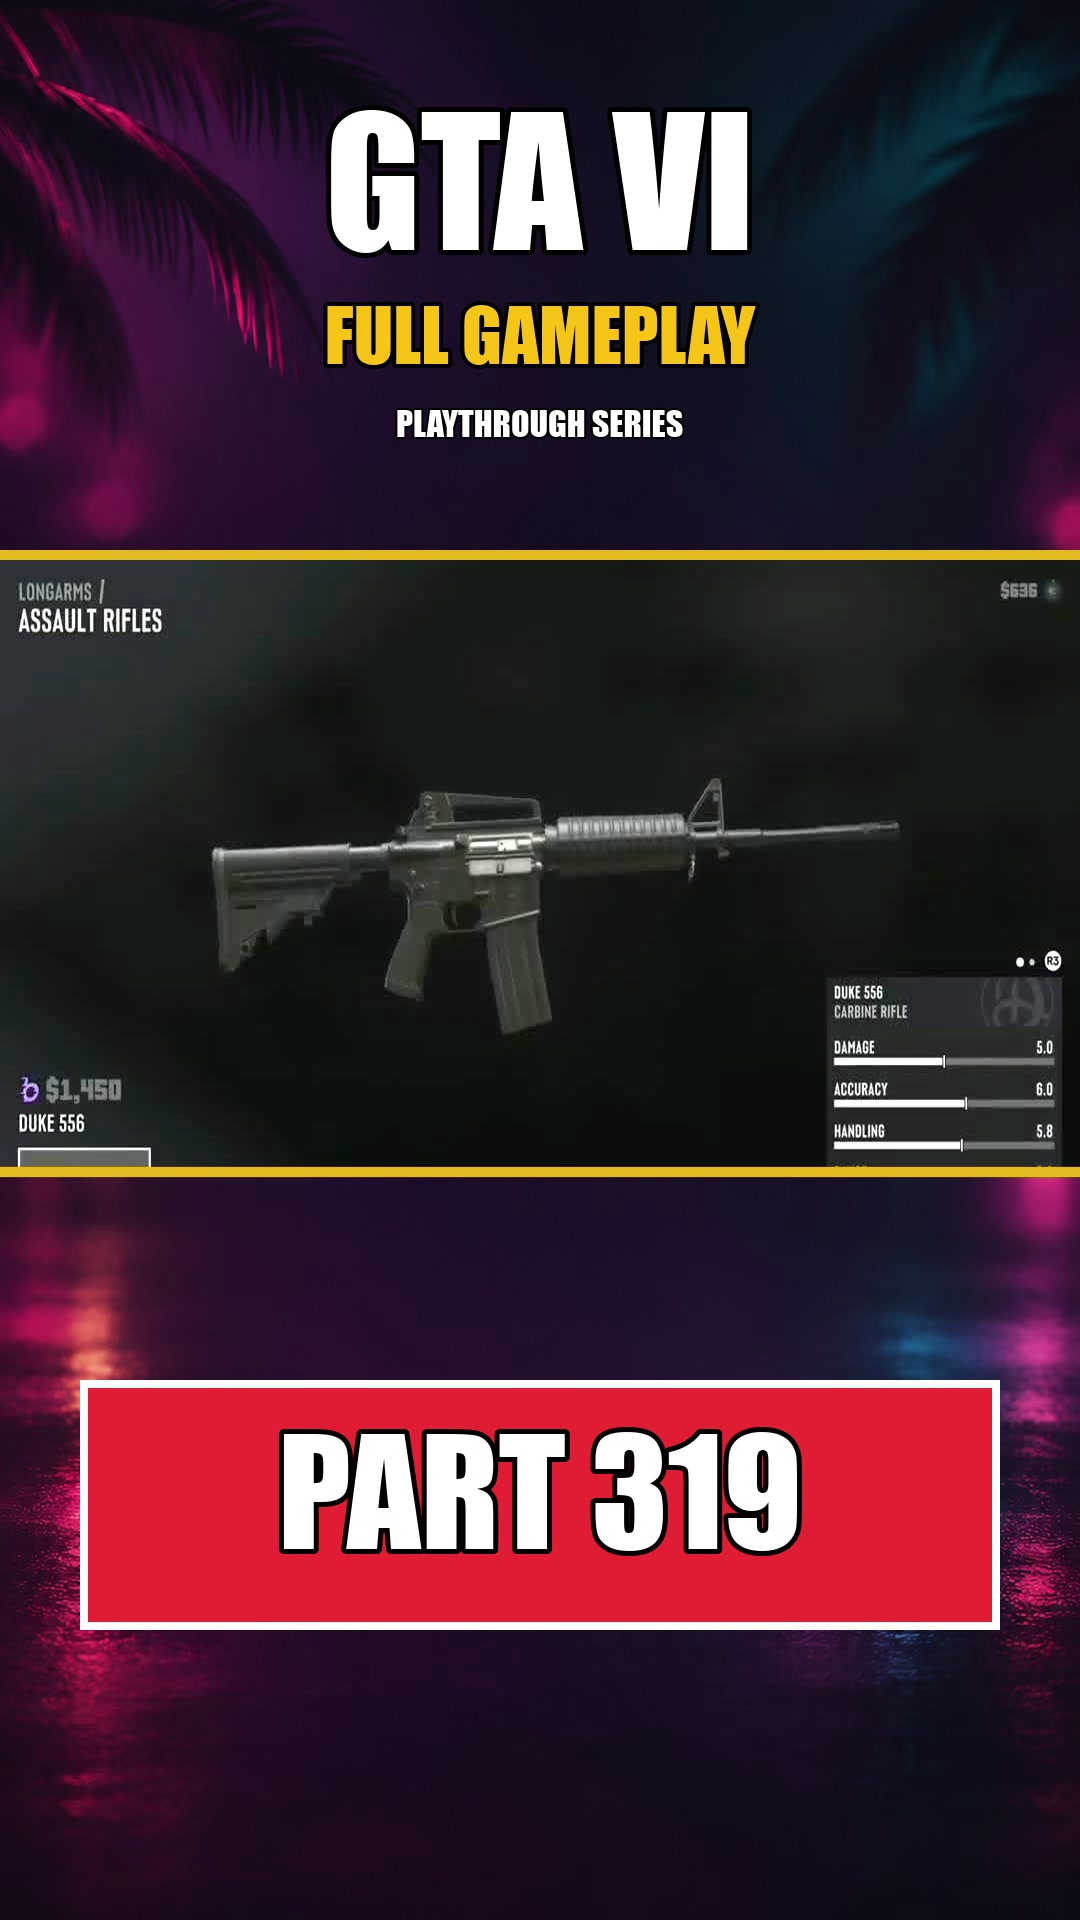 GTA VI
FULL GAMEPLAY
PLAYTHROUGH SERIES
LONGARMS /
ASSAULT RIFLES
$636
R3
DUKE 556
CARBINE RIFLE
DAMAGE 5.0
ACCURACY 6.0
HANDLING 5.8
$1,450
DUKE 556
PART 319